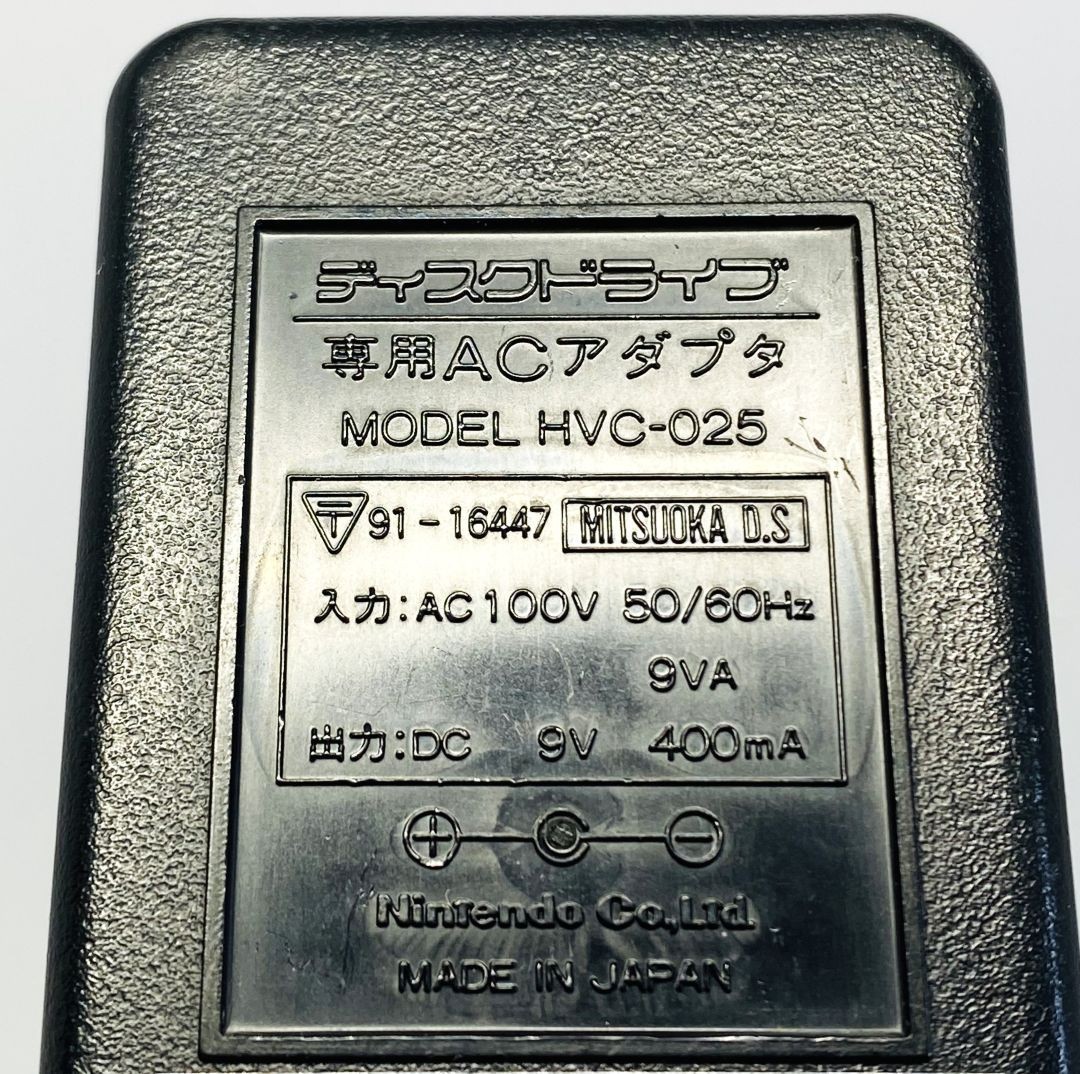 ディスクドライブ
専用ACアダプタ
MODEL HVC-025
〒 91-16447 MITSUOKA D.S
入力:AC100V 50/60Hz
9VA
出力:DC 9V 400mA
Nintendo Co.,Ltd.
MADE IN JAPAN